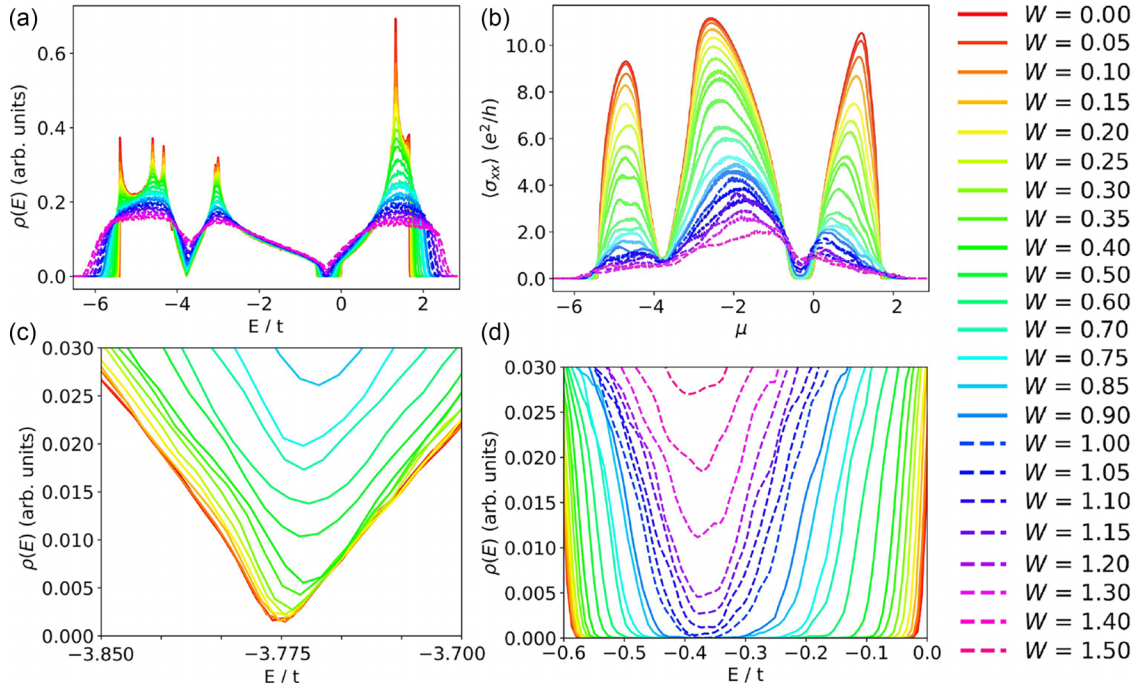 (a)
ρ(E) (arb. units)
0.6
0.4
0.2
0.0
−6 −4 −2 0 2
E / t
(b)
⟨σxx⟩ (e²/h)
10.0
8.0
6.0
4.0
2.0
0.0
−6 −4 −2 0 2
μ
(c)
ρ(E) (arb. units)
0.030
0.025
0.020
0.015
0.010
0.005
0.000
−3.850 −3.775 −3.700
E / t
(d)
ρ(E) (arb. units)
0.030
0.025
0.020
0.015
0.010
0.005
0.000
−0.6 −0.5 −0.4 −0.3 −0.2 −0.1 0.0
E / t
W = 0.00
W = 0.05
W = 0.10
W = 0.15
W = 0.20
W = 0.25
W = 0.30
W = 0.35
W = 0.40
W = 0.50
W = 0.60
W = 0.70
W = 0.75
W = 0.85
W = 0.90
W = 1.00
W = 1.05
W = 1.10
W = 1.15
W = 1.20
W = 1.30
W = 1.40
W = 1.50